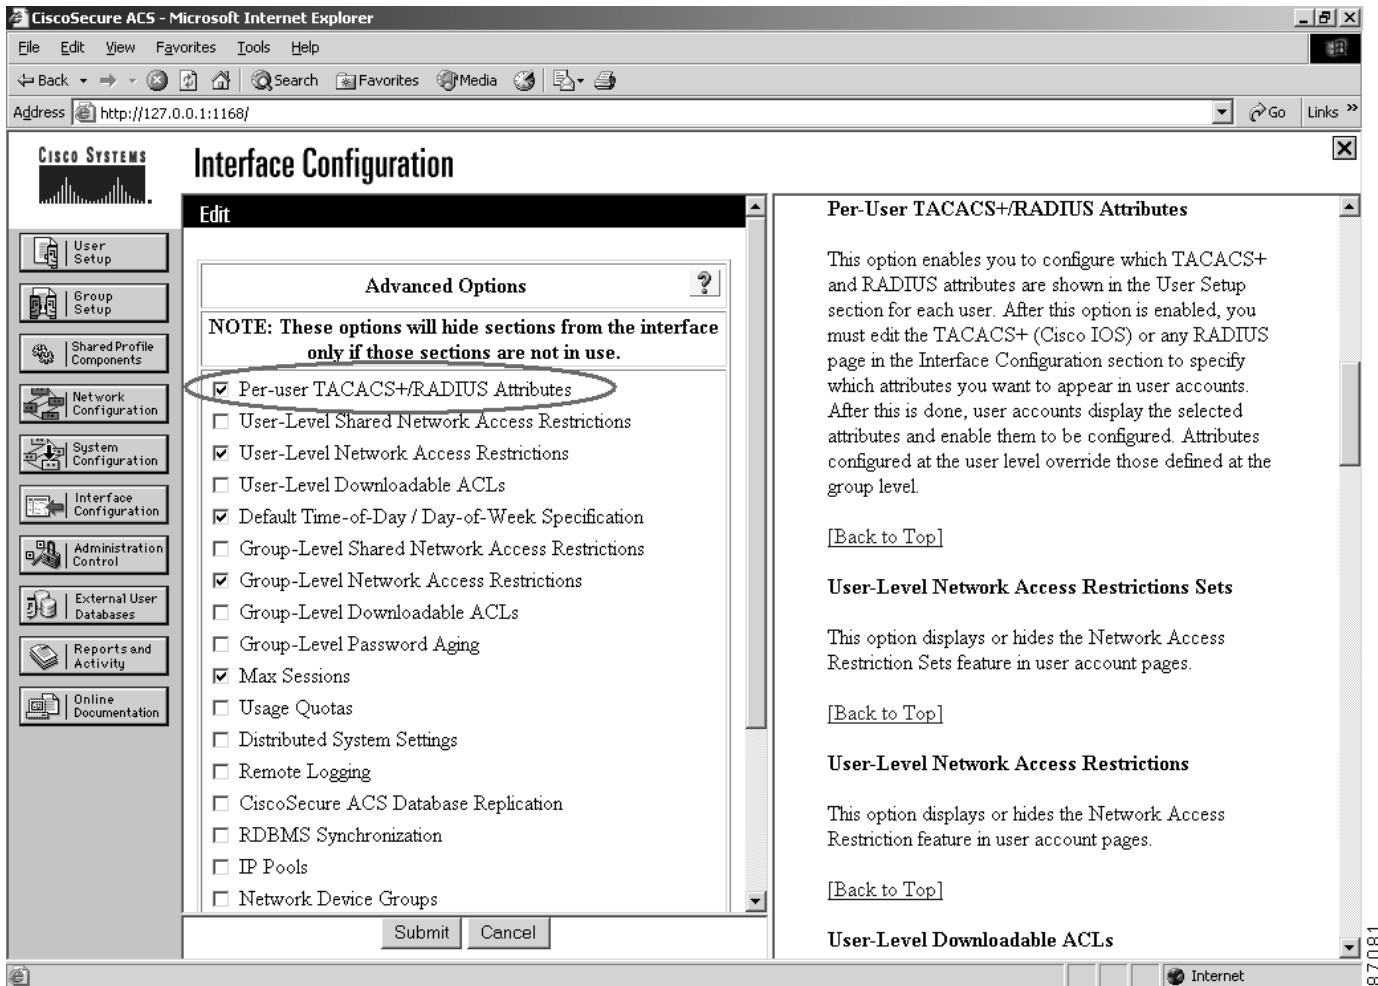 CiscoSecure ACS - Microsoft Internet Explorer
File Edit View Favorites Tools Help
Back Search Favorites Media
Address http://127.0.0.1:1168/ Go Links »
CISCO SYSTEMS
Interface Configuration
User
Setup
Group
Setup
Shared Profile
Components
Network
Configuration
System
Configuration
Interface
Configuration
Administration
Control
External User
Databases
Reports and
Activity
Online
Documentation
Edit
Advanced Options
?
NOTE: These options will hide sections from the interface
only if those sections are not in use.
Per-user TACACS+/RADIUS Attributes
User-Level Shared Network Access Restrictions
User-Level Network Access Restrictions
User-Level Downloadable ACLs
Default Time-of-Day / Day-of-Week Specification
Group-Level Shared Network Access Restrictions
Group-Level Network Access Restrictions
Group-Level Downloadable ACLs
Group-Level Password Aging
Max Sessions
Usage Quotas
Distributed System Settings
Remote Logging
CiscoSecure ACS Database Replication
RDBMS Synchronization
IP Pools
Network Device Groups
Submit Cancel
Per-User TACACS+/RADIUS Attributes
This option enables you to configure which TACACS+
and RADIUS attributes are shown in the User Setup
section for each user. After this option is enabled, you
must edit the TACACS+ (Cisco IOS) or any RADIUS
page in the Interface Configuration section to specify
which attributes you want to appear in user accounts.
After this is done, user accounts display the selected
attributes and enable them to be configured. Attributes
configured at the user level override those defined at the
group level.
[Back to Top]
User-Level Network Access Restrictions Sets
This option displays or hides the Network Access
Restriction Sets feature in user account pages.
[Back to Top]
User-Level Network Access Restrictions
This option displays or hides the Network Access
Restriction feature in user account pages.
[Back to Top]
User-Level Downloadable ACLs
Internet
87081